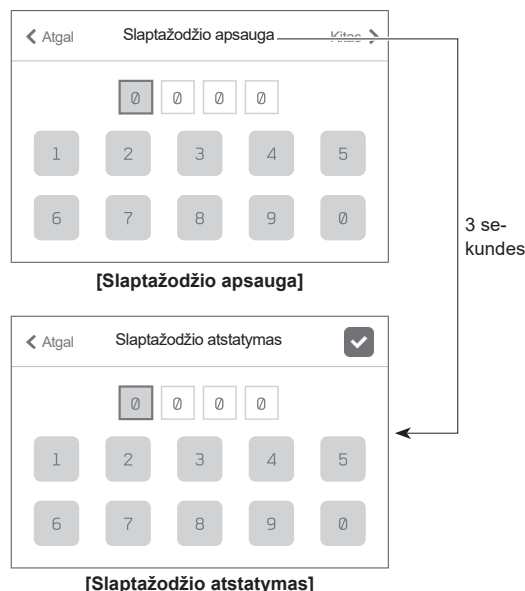 Atgal Slaptažodžio apsauga Kitas
0 0 0 0
1 2 3 4 5
6 7 8 9 0
[Slaptažodžio apsauga]
3 se-
kundes
Atgal Slaptažodžio atstatymas
0 0 0 0
1 2 3 4 5
6 7 8 9 0
[Slaptažodžio atstatymas]